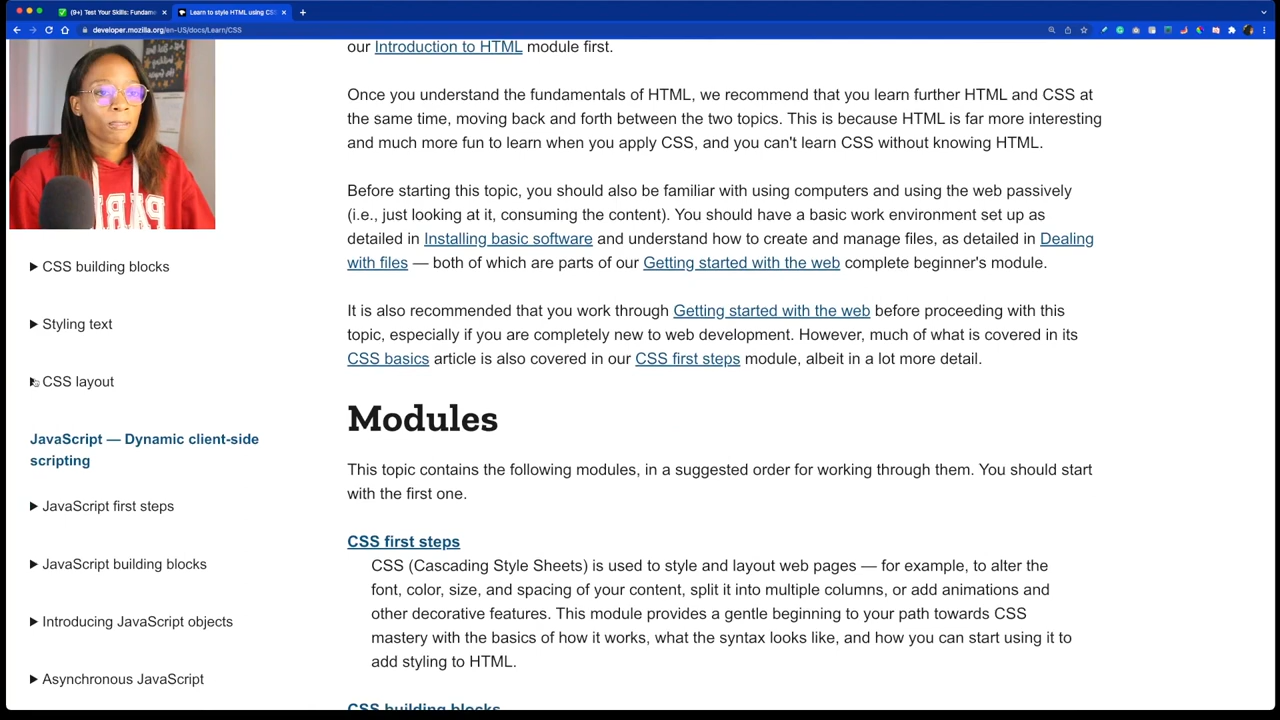 (9+) Test Your Skills: Fundame
Learn to style HTML using CS
developer.mozilla.org/en-US/docs/Learn/CSS
our Introduction to HTML module first.
Once you understand the fundamentals of HTML, we recommend that you learn further HTML and CSS at
the same time, moving back and forth between the two topics. This is because HTML is far more interesting
and much more fun to learn when you apply CSS, and you can't learn CSS without knowing HTML.
Before starting this topic, you should also be familiar with using computers and using the web passively
(i.e., just looking at it, consuming the content). You should have a basic work environment set up as
detailed in Installing basic software and understand how to create and manage files, as detailed in Dealing
with files — both of which are parts of our Getting started with the web complete beginner's module.
It is also recommended that you work through Getting started with the web before proceeding with this
topic, especially if you are completely new to web development. However, much of what is covered in its
CSS basics article is also covered in our CSS first steps module, albeit in a lot more detail.
Modules
This topic contains the following modules, in a suggested order for working through them. You should start
with the first one.
CSS first steps
CSS (Cascading Style Sheets) is used to style and layout web pages — for example, to alter the
font, color, size, and spacing of your content, split it into multiple columns, or add animations and
other decorative features. This module provides a gentle beginning to your path towards CSS
mastery with the basics of how it works, what the syntax looks like, and how you can start using it to
add styling to HTML.
CSS building blocks
CSS building blocks
Styling text
CSS layout
JavaScript — Dynamic client-side
scripting
JavaScript first steps
JavaScript building blocks
Introducing JavaScript objects
Asynchronous JavaScript